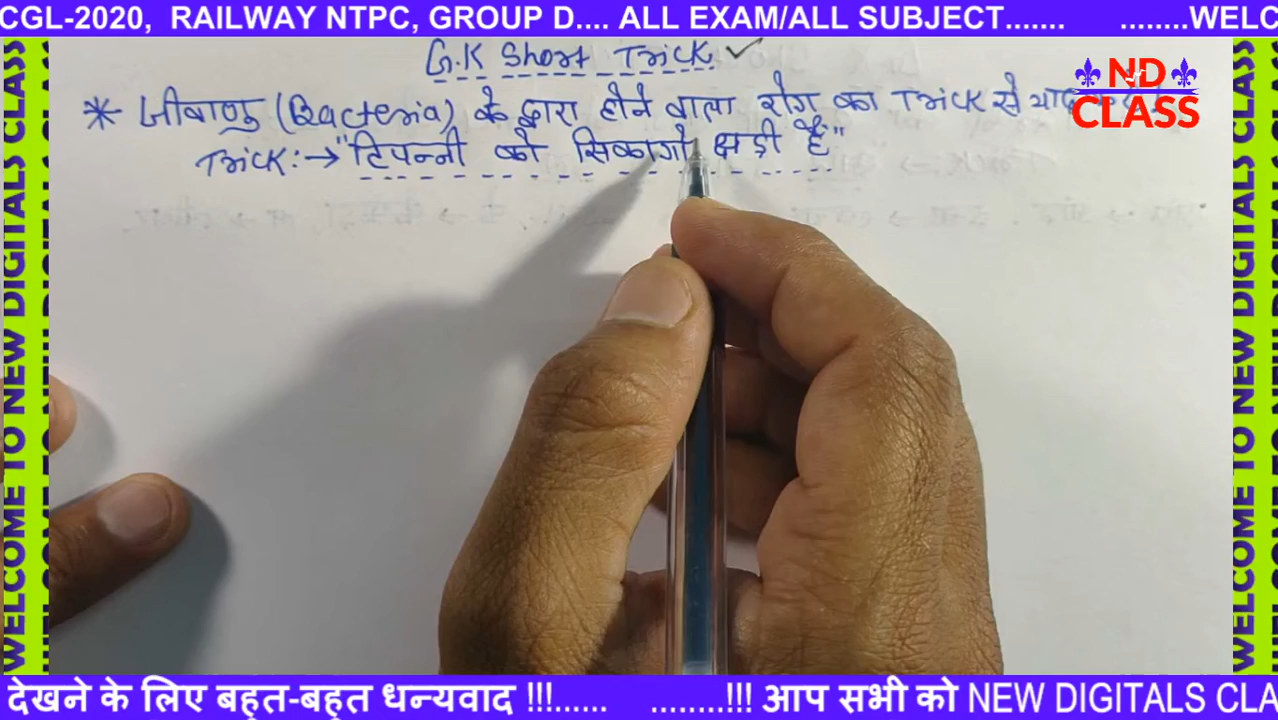 CGL-2020, RAILWAY NTPC, GROUP D.... ALL EXAM/ALL SUBJECT....... ........WELC
G.K Short Trick ✓
* जीवाणु (Bacteria) के द्वारा होने वाला रोग का Trick से याद
Trick:→ "टिपन्नी को सिकागो क्षड़ी है"
ND
CLASS
WELCOME TO NEW DIGITALS CLASS
WELCOME TO NEW DIGITALS CLASS
देखने के लिए बहुत-बहुत धन्यवाद !!!...... ........!!! आप सभी को NEW DIGITALS CLA